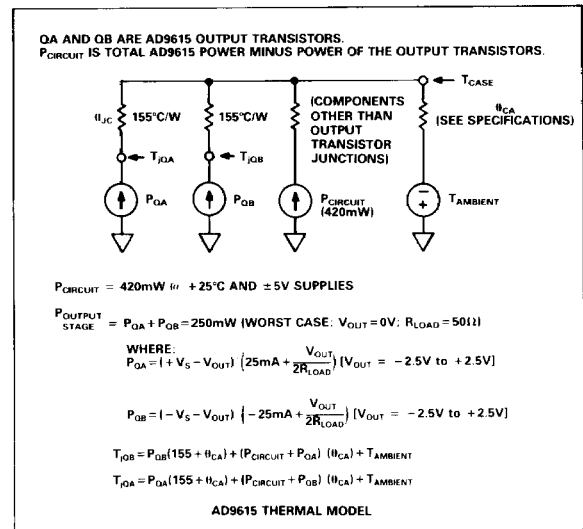 QA AND QB ARE AD9615 OUTPUT TRANSISTORS.
PCIRCUIT IS TOTAL AD9615 POWER MINUS POWER OF THE OUTPUT TRANSISTORS.
TCASE
θJC 155°C/W
155°C/W
(COMPONENTS
OTHER THAN
OUTPUT
TRANSISTOR
JUNCTIONS)
θCA
(SEE SPECIFICATIONS)
TjQA
TjQB
PQA
PQB
PCIRCUIT
(420mW)
−
+
TAMBIENT
PCIRCUIT = 420mW @ +25°C AND ±5V SUPPLIES
POUTPUT STAGE = PQA + PQB = 250mW (WORST CASE: VOUT = 0V; RLOAD = 50Ω)
WHERE:
PQA = (+VS − VOUT) (25mA + VOUT/2RLOAD) [VOUT = −2.5V to +2.5V]
PQB = (−VS − VOUT) (−25mA + VOUT/2RLOAD) [VOUT = −2.5V to +2.5V]
TjQB = PQB(155 + θCA) + (PCIRCUIT + PQA) (θCA) + TAMBIENT
TjQA = PQA(155 + θCA) + (PCIRCUIT + PQB) (θCA) + TAMBIENT
AD9615 THERMAL MODEL